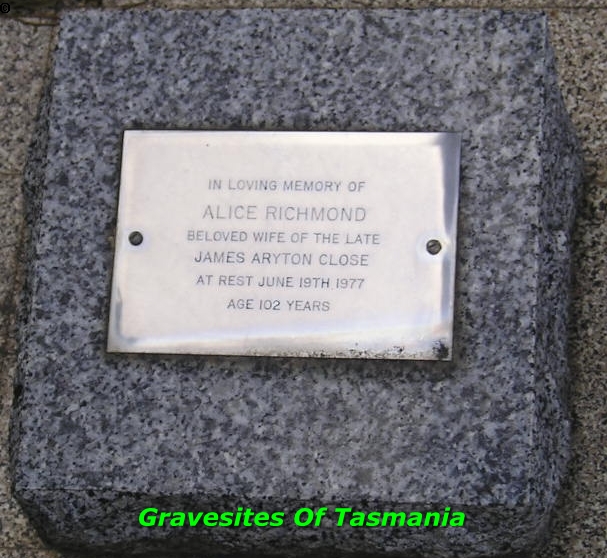 ©
IN LOVING MEMORY OF
ALICE RICHMOND
BELOVED WIFE OF THE LATE
JAMES ARYTON CLOSE
AT REST JUNE 19TH 1977
AGE 102 YEARS
Gravesites Of Tasmania